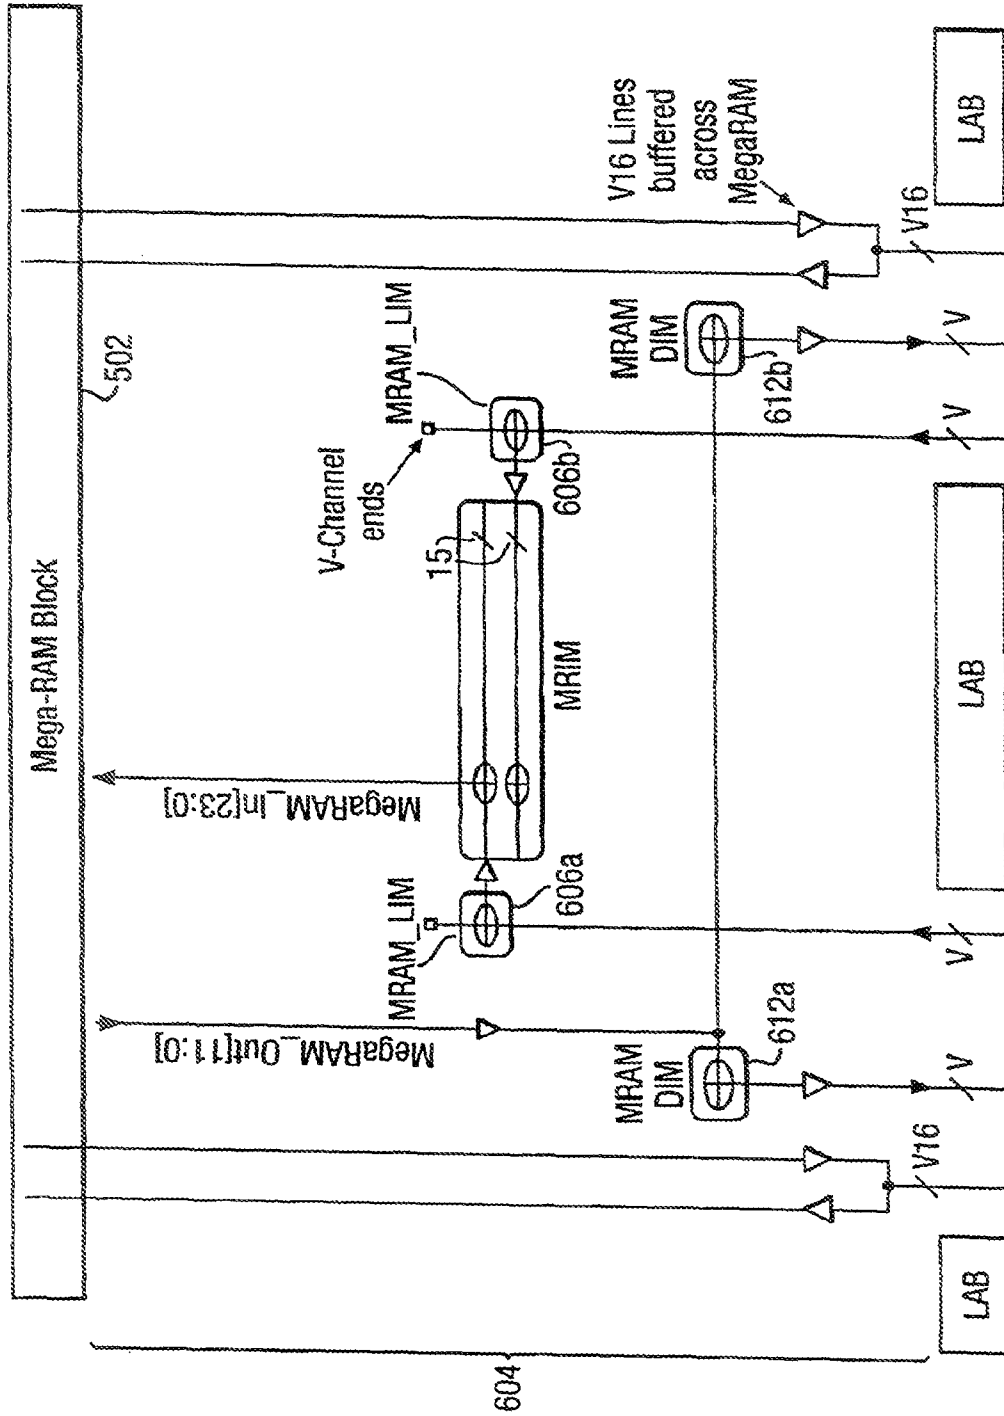 Mega-RAM Block
502
604
MegaRAM_Out[11:0]
MegaRAM_In[23:0]
MRAM_LIM
606a
MRIM
15
V-Channel
ends
MRAM_LIM
606b
MRAM
DIM
612a
MRAM
DIM
612b
V16 Lines
buffered
across
MegaRAM
V16
V
V
V
V
V16
LAB
LAB
LAB